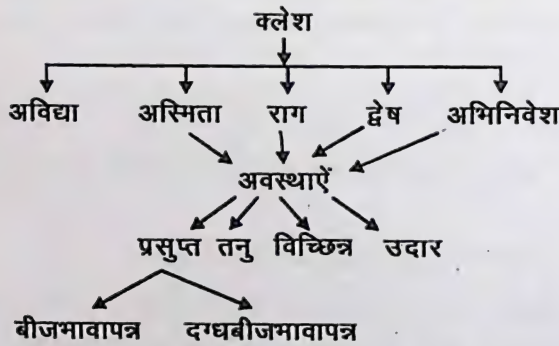 क्लेश
अविद्या अस्मिता राग द्वेष अभिनिवेश
अवस्थाऐं
प्रसुप्त तनु विच्छिन्न उदार
बीजभावापन्न दग्धबीजभावापन्न